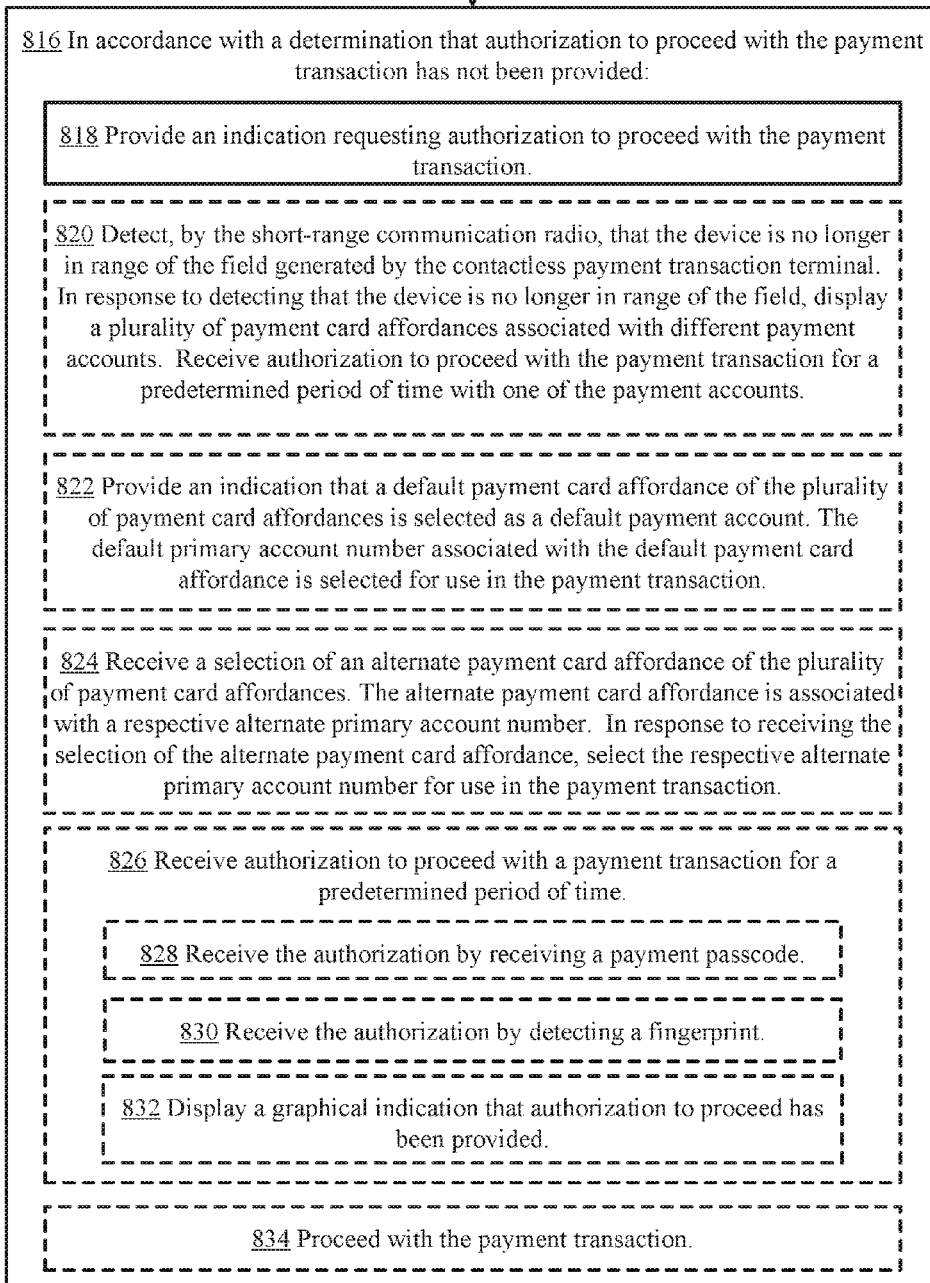 816 In accordance with a determination that authorization to proceed with the payment
transaction has not been provided:
818 Provide an indication requesting authorization to proceed with the payment
transaction.
820 Detect, by the short-range communication radio, that the device is no longer
in range of the field generated by the contactless payment transaction terminal.
In response to detecting that the device is no longer in range of the field, display
a plurality of payment card affordances associated with different payment
accounts. Receive authorization to proceed with the payment transaction for a
predetermined period of time with one of the payment accounts.
822 Provide an indication that a default payment card affordance of the plurality
of payment card affordances is selected as a default payment account. The
default primary account number associated with the default payment card
affordance is selected for use in the payment transaction.
824 Receive a selection of an alternate payment card affordance of the plurality
of payment card affordances. The alternate payment card affordance is associated
with a respective alternate primary account number. In response to receiving the
selection of the alternate payment card affordance, select the respective alternate
primary account number for use in the payment transaction.
826 Receive authorization to proceed with a payment transaction for a
predetermined period of time.
828 Receive the authorization by receiving a payment passcode.
830 Receive the authorization by detecting a fingerprint.
832 Display a graphical indication that authorization to proceed has
been provided.
834 Proceed with the payment transaction.